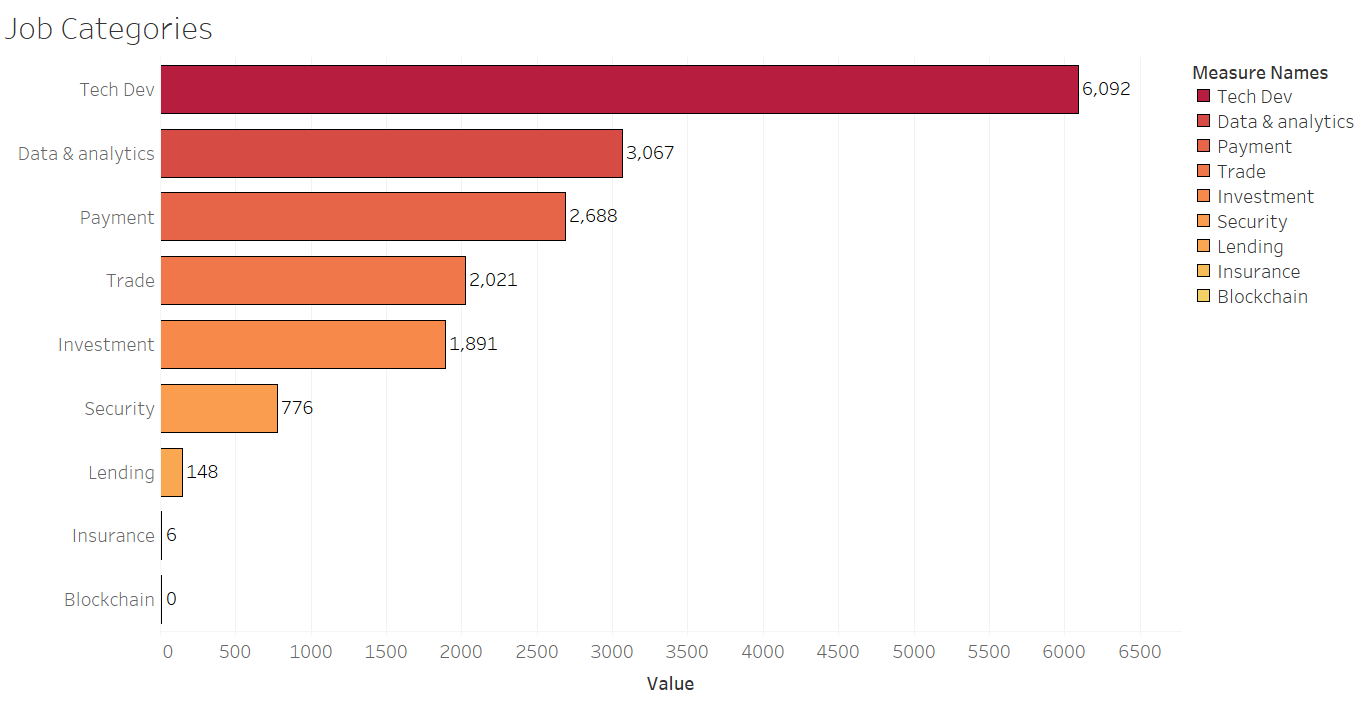 Job Categories
Tech Dev 6,092
Data & analytics 3,067
Payment 2,688
Trade 2,021
Investment 1,891
Security 776
Lending 148
Insurance 6
Blockchain 0
0 500 1000 1500 2000 2500 3000 3500 4000 4500 5000 5500 6000 6500
Value
Measure Names
Tech Dev
Data & analytics
Payment
Trade
Investment
Security
Lending
Insurance
Blockchain